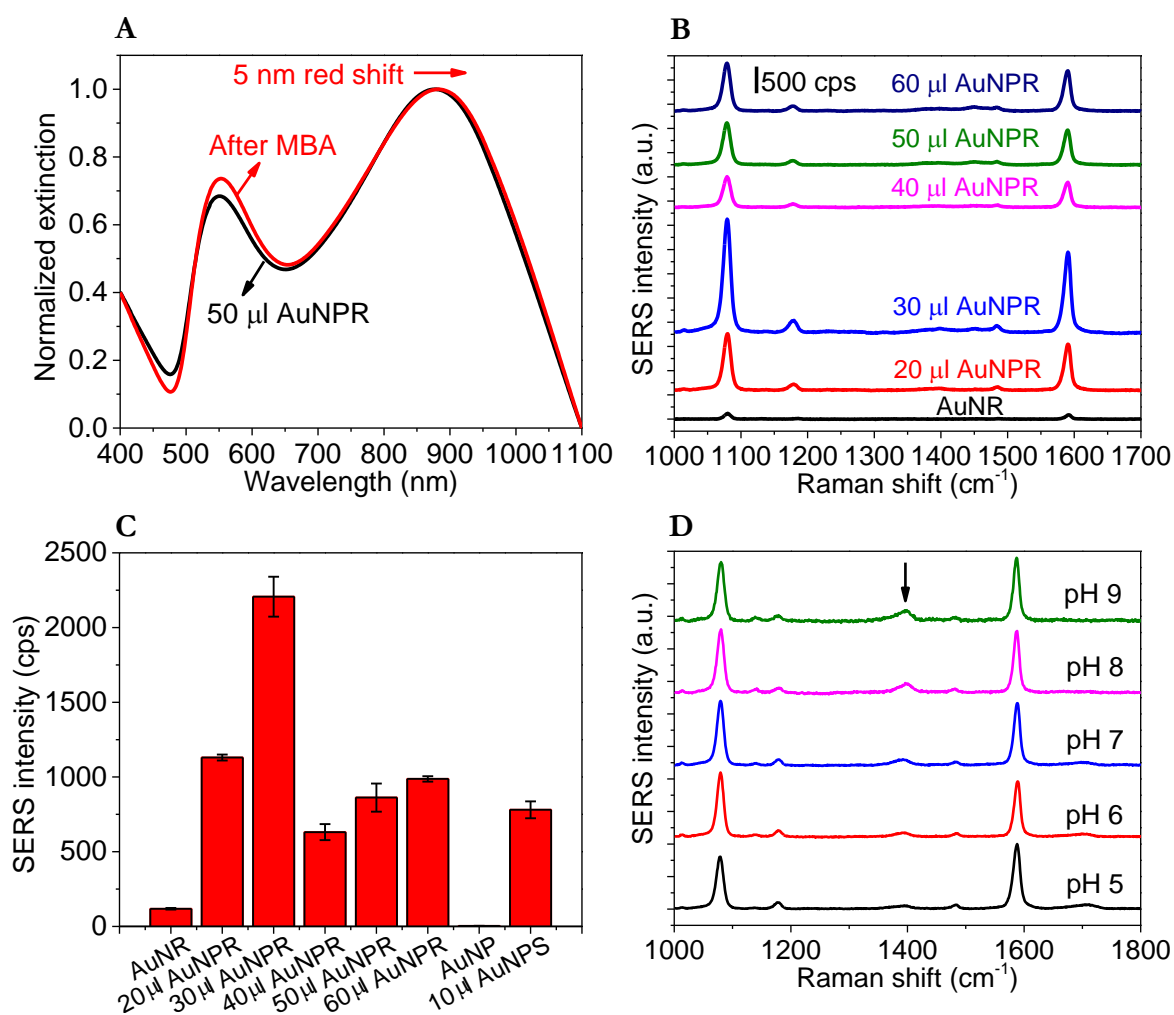 A
5 nm red shift
After MBA
50 μl AuNPR
Normalized extinction
1.0
0.8
0.6
0.4
0.2
0.0
400 500 600 700 800 900 1000 1100
Wavelength (nm)
B
500 cps
60 μl AuNPR
50 μl AuNPR
40 μl AuNPR
30 μl AuNPR
20 μl AuNPR
AuNR
SERS intensity (a.u.)
1000 1100 1200 1300 1400 1500 1600 1700
Raman shift (cm⁻¹)
C
SERS intensity (cps)
2500
2000
1500
1000
500
0
AuNR
20 μl AuNPR
30 μl AuNPR
40 μl AuNPR
50 μl AuNPR
60 μl AuNPR
AuNP
10 μl AuNPS
D
pH 9
pH 8
pH 7
pH 6
pH 5
SERS intensity (a.u.)
1000 1200 1400 1600 1800
Raman shift (cm⁻¹)